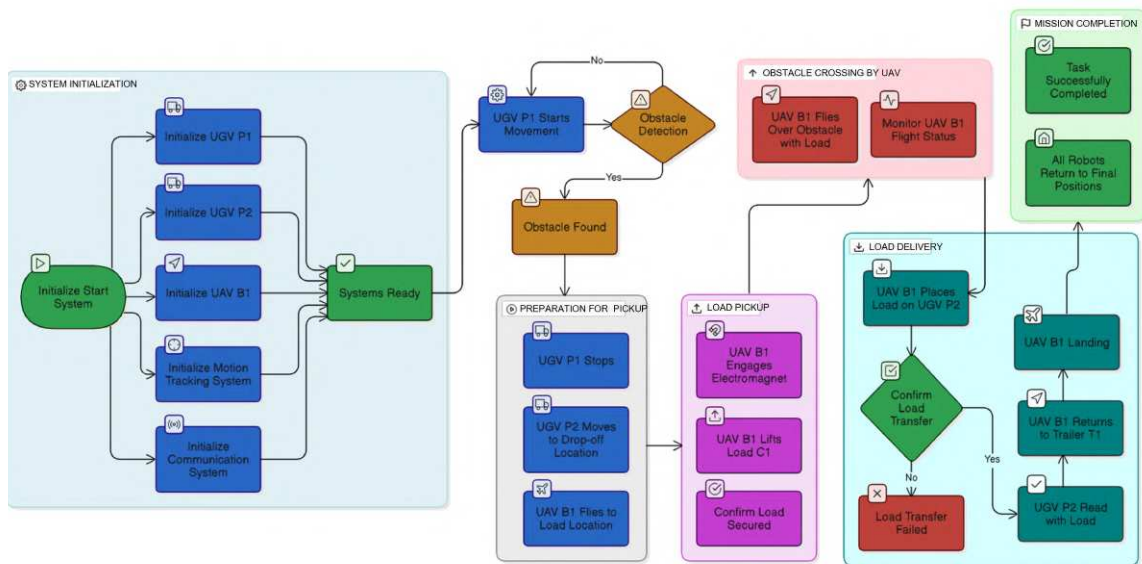 SYSTEM INITIALIZATION
Initialize UGV P1
Initialize UGV P2
Initialize Start
System
Initialize UAV B1
Initialize Motion
Tracking System
Initialize
Communication
System
Systems Ready
No
UGV P1 Starts
Movement
Obstacle
Detection
Yes
Obstacle Found
PREPARATION FOR PICKUP
UGV P1 Stops
UGV P2 Moves
to Drop-off
Location
UAV B1 Flies to
Load Location
LOAD PICKUP
UAV B1
Engages
Electromagnet
UAV B1 Lifts
Load C1
Confirm Load
Secured
OBSTACLE CROSSING BY UAV
UAV B1 Flies
Over Obstacle
with Load
Monitor UAV B1
Flight Status
LOAD DELIVERY
UAV B1 Places
Load on UGV P2
Confirm
Load
Transfer
No
Load Transfer
Failed
Yes
UGV P2 Read
with Load
UAV B1 Returns
to Trailer T1
UAV B1 Landing
MISSION COMPLETION
Task
Successfully
Completed
All Robots
Return to Final
Positions